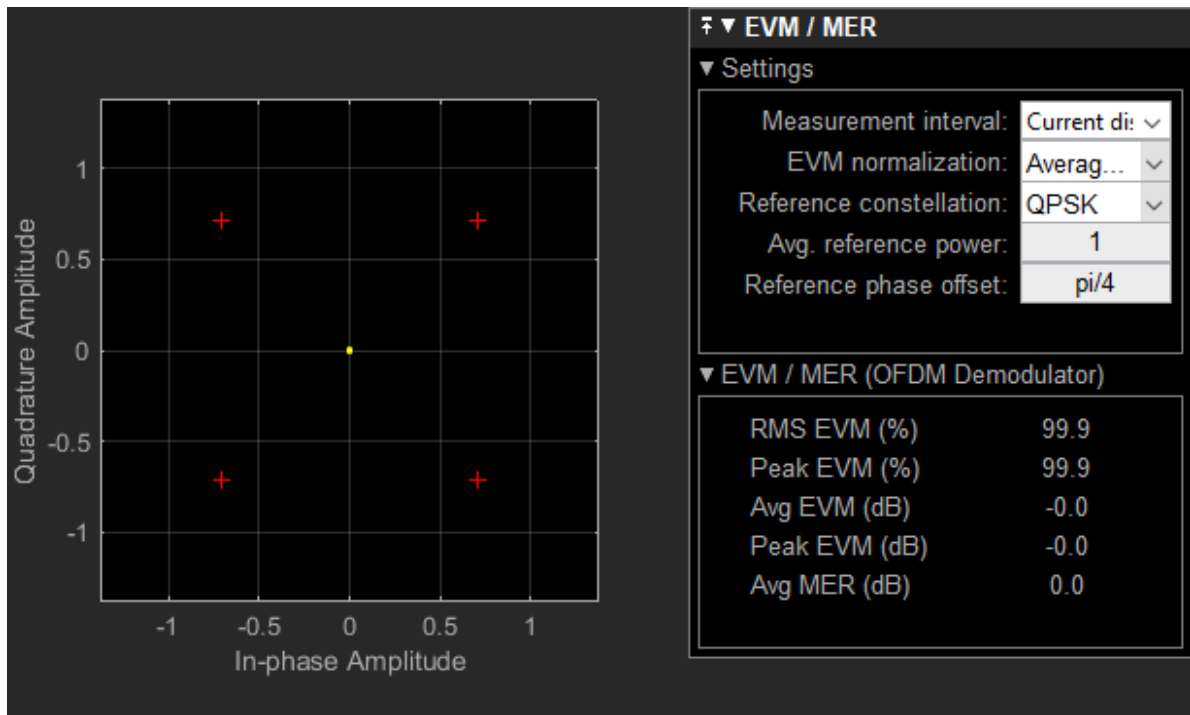 EVM / MER
Settings
Measurement interval: Current di:
EVM normalization: Averag...
Reference constellation: QPSK
Avg. reference power: 1
Reference phase offset: pi/4
EVM / MER (OFDM Demodulator)
RMS EVM (%) 99.9
Peak EVM (%) 99.9
Avg EVM (dB) -0.0
Peak EVM (dB) -0.0
Avg MER (dB) 0.0
Quadrature Amplitude
1
0.5
0
-0.5
-1
-1 -0.5 0 0.5 1
In-phase Amplitude